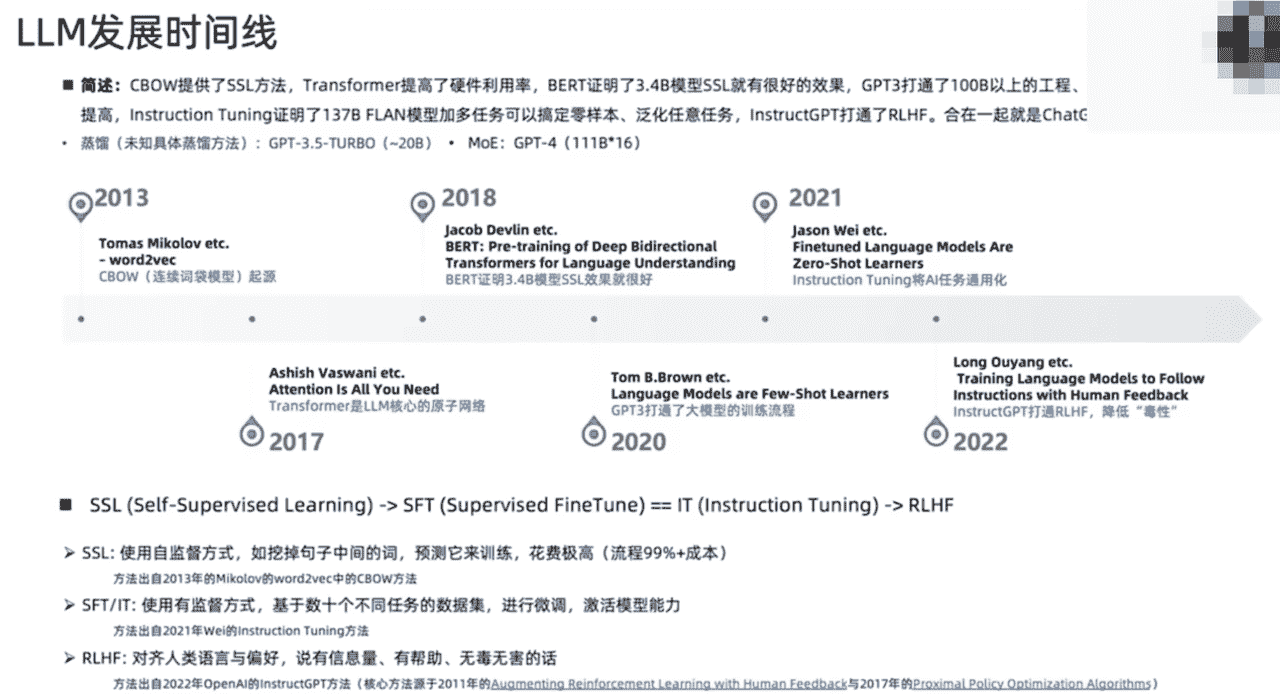 LLM发展时间线
■ 简述：CBOW提供了SSL方法，Transformer提高了硬件利用率，BERT证明了3.4B模型SSL就有很好的效果，GPT3打通了100B以上的工程、
提高，Instruction Tuning证明了137B FLAN模型加多任务可以搞定零样本、泛化任意任务，InstructGPT打通了RLHF。合在一起就是ChatG
• 蒸馏（未知具体蒸馏方法）：GPT-3.5-TURBO（~20B） • MoE：GPT-4（111B*16）
2013
Tomas Mikolov etc.
– word2vec
CBOW（连续词袋模型）起源
2018
Jacob Devlin etc.
BERT: Pre-training of Deep Bidirectional
Transformers for Language Understanding
BERT证明3.4B模型SSL效果就很好
2021
Jason Wei etc.
Finetuned Language Models Are
Zero-Shot Learners
Instruction Tuning将AI任务通用化
Ashish Vaswani etc.
Attention Is All You Need
Transformer是LLM核心的原子网络
2017
Tom B.Brown etc.
Language Models are Few-Shot Learners
GPT3打通了大模型的训练流程
2020
Long Ouyang etc.
Training Language Models to Follow
Instructions with Human Feedback
InstructGPT打通RLHF，降低“毒性”
2022
■ SSL (Self-Supervised Learning) -> SFT (Supervised FineTune) == IT (Instruction Tuning) -> RLHF
➢ SSL: 使用自监督方式，如挖掉句子中间的词，预测它来训练，花费极高（流程99%+成本）
方法出自2013年的Mikolov的word2vec中的CBOW方法
➢ SFT/IT: 使用有监督方式，基于数十个不同任务的数据集，进行微调，激活模型能力
方法出自2021年Wei的Instruction Tuning方法
➢ RLHF: 对齐人类语言与偏好，说有信息量、有帮助、无毒无害的话
方法出自2022年OpenAI的InstructGPT方法（核心方法源于2011年的Augmenting Reinforcement Learning with Human Feedback与2017年的Proximal Policy Optimization Algorithms）